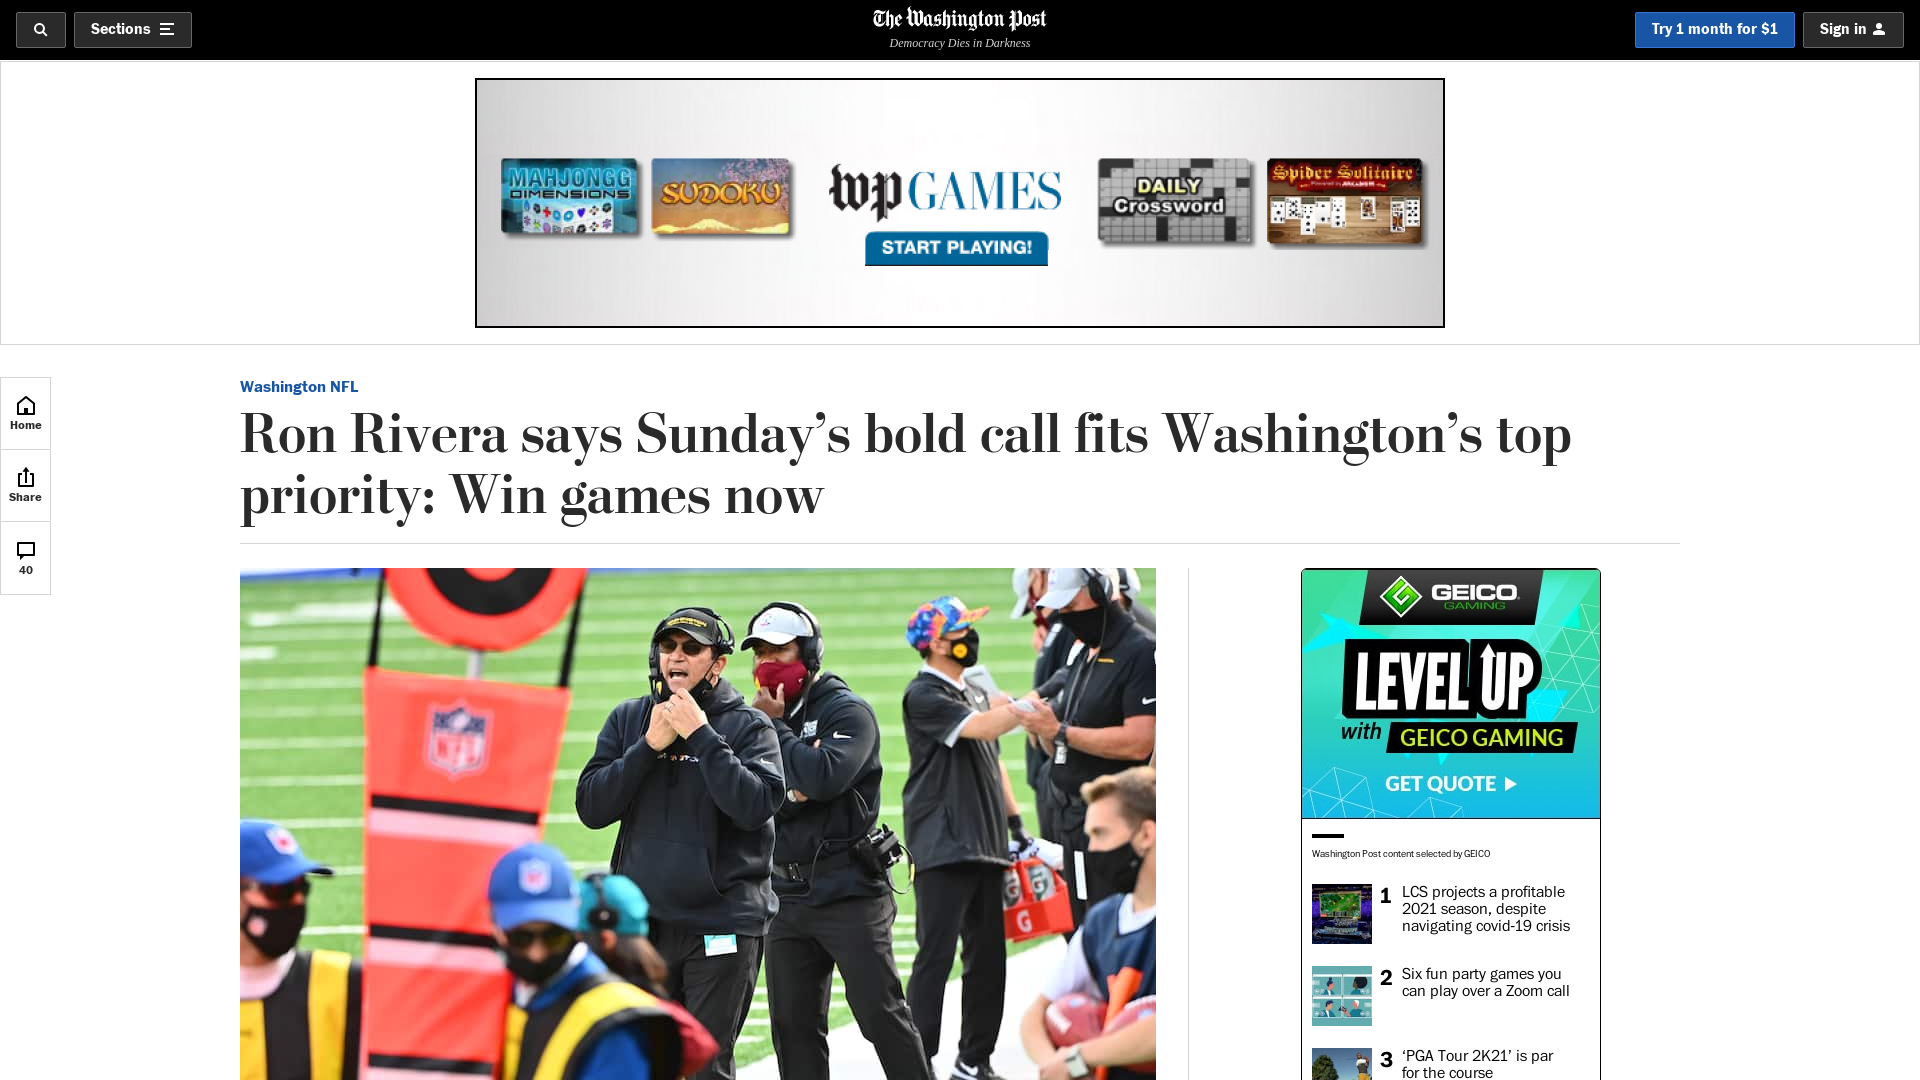 Sections
The Washington Post
Democracy Dies in Darkness
Try 1 month for $1
Sign in
MAHJONGG
DIMENSIONS
SUDOKU
wp GAMES
START PLAYING!
DAILY
Crossword
Spider Solitaire
Home
Share
40
Washington NFL
Ron Rivera says Sunday’s bold call fits Washington’s top
priority: Win games now
NFL
G
GEICO
GAMING
LEVEL UP
with GEICO GAMING
GET QUOTE
Washington Post content selected by GEICO
1 LCS projects a profitable
2021 season, despite
navigating covid-19 crisis
2 Six fun party games you
can play over a Zoom call
3 ‘PGA Tour 2K21’ is par
for the course